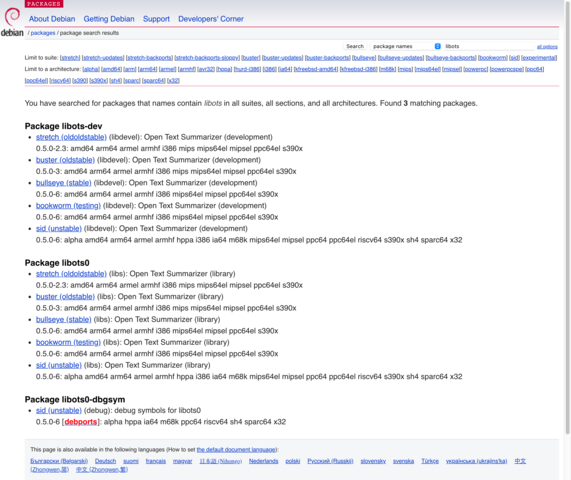 PACKAGES
debian
About Debian Getting Debian Support Developers' Corner
/ packages / package search results
Search package names libots all options
Limit to suite: [stretch] [stretch-updates] [stretch-backports] [stretch-backports-sloppy] [buster] [buster-updates] [buster-backports] [bullseye] [bullseye-updates] [bullseye-backports] [bookworm] [sid] [experimental]
Limit to a architecture: [alpha] [amd64] [arm] [arm64] [armel] [armhf] [avr32] [hppa] [hurd-i386] [i386] [ia64] [kfreebsd-amd64] [kfreebsd-i386] [m68k] [mips] [mips64el] [mipsel] [powerpc] [powerpcspe] [ppc64]
[ppc64el] [riscv64] [s390] [s390x] [sh4] [sparc] [sparc64] [x32]
You have searched for packages that names contain libots in all suites, all sections, and all architectures. Found 3 matching packages.
Package libots-dev
stretch (oldoldstable) (libdevel): Open Text Summarizer (development)
0.5.0-2.3: amd64 arm64 armel armhf i386 mips mips64el mipsel ppc64el s390x
buster (oldstable) (libdevel): Open Text Summarizer (development)
0.5.0-3: amd64 arm64 armel armhf i386 mips mips64el mipsel ppc64el s390x
bullseye (stable) (libdevel): Open Text Summarizer (development)
0.5.0-6: amd64 arm64 armel armhf i386 mips64el mipsel ppc64el s390x
bookworm (testing) (libdevel): Open Text Summarizer (development)
0.5.0-6: amd64 arm64 armel armhf i386 mips64el mipsel ppc64el s390x
sid (unstable) (libdevel): Open Text Summarizer (development)
0.5.0-6: alpha amd64 arm64 armel armhf hppa i386 ia64 m68k mips64el mipsel ppc64 ppc64el riscv64 s390x sh4 sparc64 x32
Package libots0
stretch (oldoldstable) (libs): Open Text Summarizer (library)
0.5.0-2.3: amd64 arm64 armel armhf i386 mips mips64el mipsel ppc64el s390x
buster (oldstable) (libs): Open Text Summarizer (library)
0.5.0-3: amd64 arm64 armel armhf i386 mips mips64el mipsel ppc64el s390x
bullseye (stable) (libs): Open Text Summarizer (library)
0.5.0-6: amd64 arm64 armel armhf i386 mips64el mipsel ppc64el s390x
bookworm (testing) (libs): Open Text Summarizer (library)
0.5.0-6: amd64 arm64 armel armhf i386 mips64el mipsel ppc64el s390x
sid (unstable) (libs): Open Text Summarizer (library)
0.5.0-6: alpha amd64 arm64 armel armhf hppa i386 ia64 m68k mips64el mipsel ppc64 ppc64el riscv64 s390x sh4 sparc64 x32
Package libots0-dbgsym
sid (unstable) (debug): debug symbols for libots0
0.5.0-6 [debports]: alpha hppa ia64 m68k ppc64 riscv64 sh4 sparc64 x32
This page is also available in the following languages (How to set the default document language):
Български (Bəlgarski) Deutsch suomi français magyar 日本語 (Nihongo) Nederlands polski Русский (Russkij) slovensky svenska Türkçe українська (ukrajins'ka) 中文
(Zhongwen,简) 中文 (Zhongwen,繁)